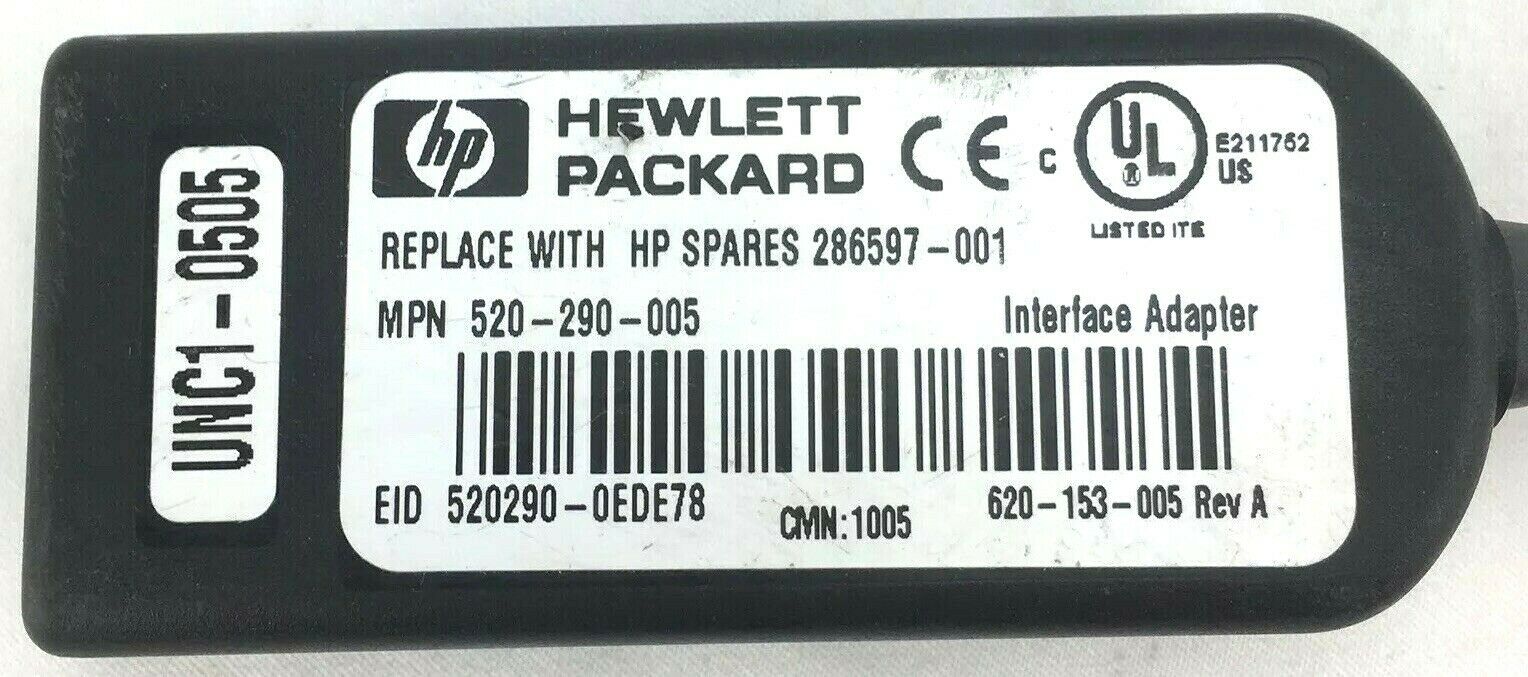 UNC1-0505
hp HEWLETT
PACKARD
CE
C UL ® E211752
US
LISTED ITE
REPLACE WITH HP SPARES 286597-001
MPN 520-290-005 Interface Adapter
EID 520290-0EDE78 CMN:1005 620-153-005 Rev A